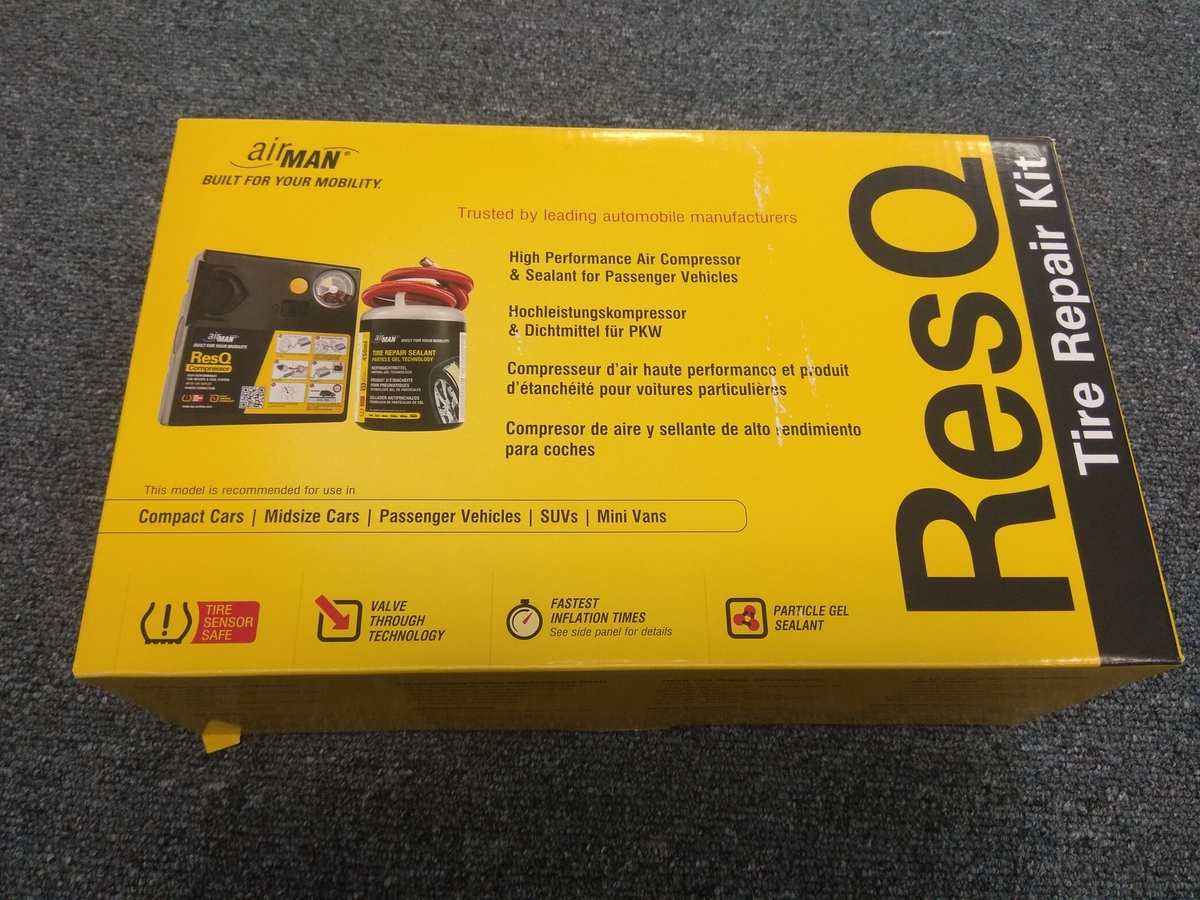 airMAN®
BUILT FOR YOUR MOBILITY.
Trusted by leading automobile manufacturers
High Performance Air Compressor
& Sealant for Passenger Vehicles
Hochleistungskompressor
& Dichtmittel für PKW
Compresseur d'air haute performance et produit
d'étanchéité pour voitures particulières
Compresor de aire y sellante de alto rendimiento
para coches
airMAN
BUILT FOR YOUR MOBILITY.
ResQ
Compressor
airMAN
BUILT FOR YOUR MOBILITY.
TIRE REPAIR SEALANT
PARTICLE GEL TECHNOLOGY
This model is recommended for use in
Compact Cars | Midsize Cars | Passenger Vehicles | SUVs | Mini Vans
TIRE
SENSOR
SAFE
VALVE
THROUGH
TECHNOLOGY
FASTEST
INFLATION TIMES
See side panel for details
PARTICLE GEL
SEALANT
ResQ
Tire Repair Kit